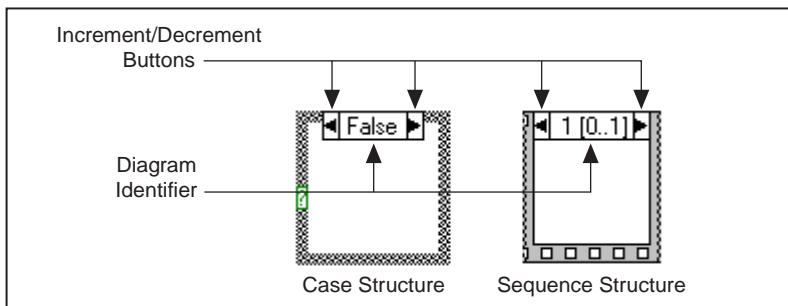 Increment/Decrement
Buttons
False
1 [0..1]
Diagram
Identifier
?
Case Structure
Sequence Structure